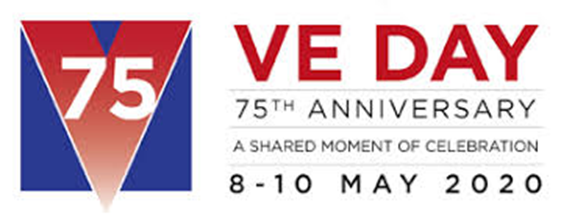 75
VE DAY
75TH ANNIVERSARY
A SHARED MOMENT OF CELEBRATION
8-10 MAY 2020